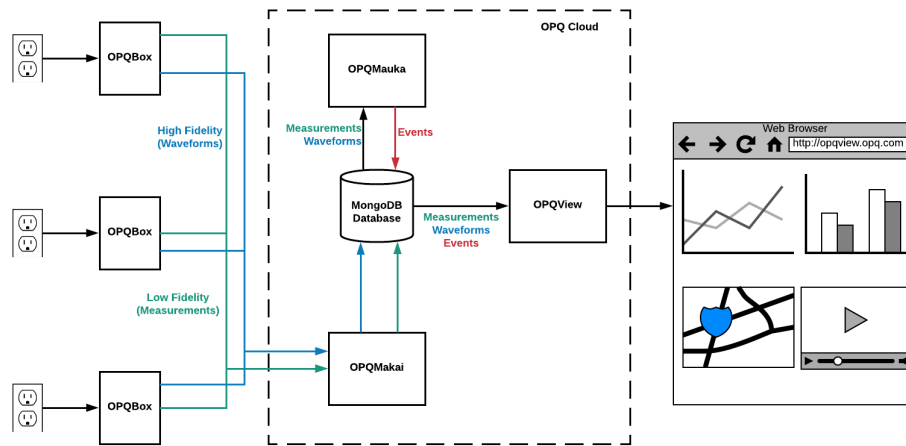 OPQ Cloud
OPQBox
OPQMauka
High Fidelity
(Waveforms)
Measurements
Waveforms
Events
Web Browser
http://opqview.opq.com
OPQBox
MongoDB
Database
Measurements
Waveforms
Events
OPQView
Low Fidelity
(Measurements)
OPQMakai
OPQBox